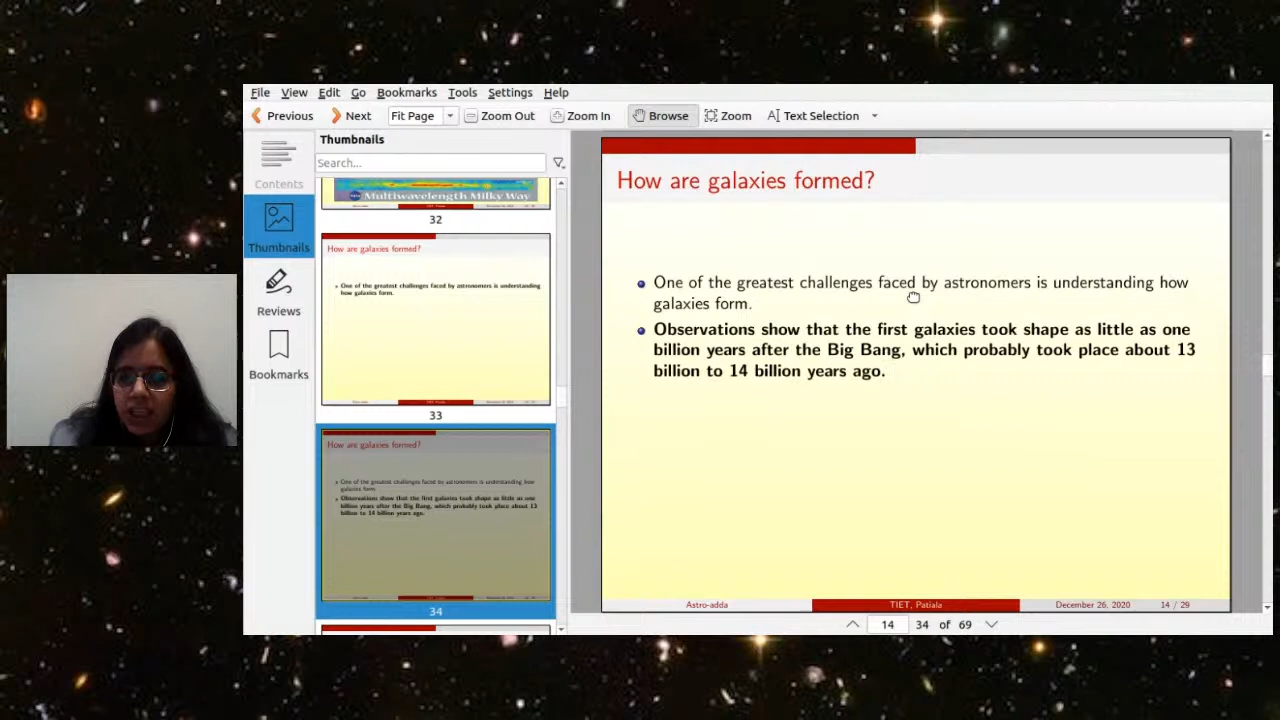 File View Edit Go Bookmarks Tools Settings Help
Previous Next Fit Page Zoom Out Zoom In Browse Zoom Text Selection
Contents
Thumbnails
Reviews
Bookmarks
Thumbnails
Search...
Multiwavelength Milky Way
32
How are galaxies formed?
One of the greatest challenges faced by astronomers is understanding
how galaxies form.
33
How are galaxies formed?
One of the greatest challenges faced by astronomers is understanding how
galaxies form.
Observations show that the first galaxies took shape as little as one
billion years after the Big Bang, which probably took place about 13
billion to 14 billion years ago.
34
How are galaxies formed?
One of the greatest challenges faced by astronomers is understanding how
galaxies form.
Observations show that the first galaxies took shape as little as one
billion years after the Big Bang, which probably took place about 13
billion to 14 billion years ago.
Astro-adda TIET, Patiala December 26, 2020 14 / 29
14 34 of 69